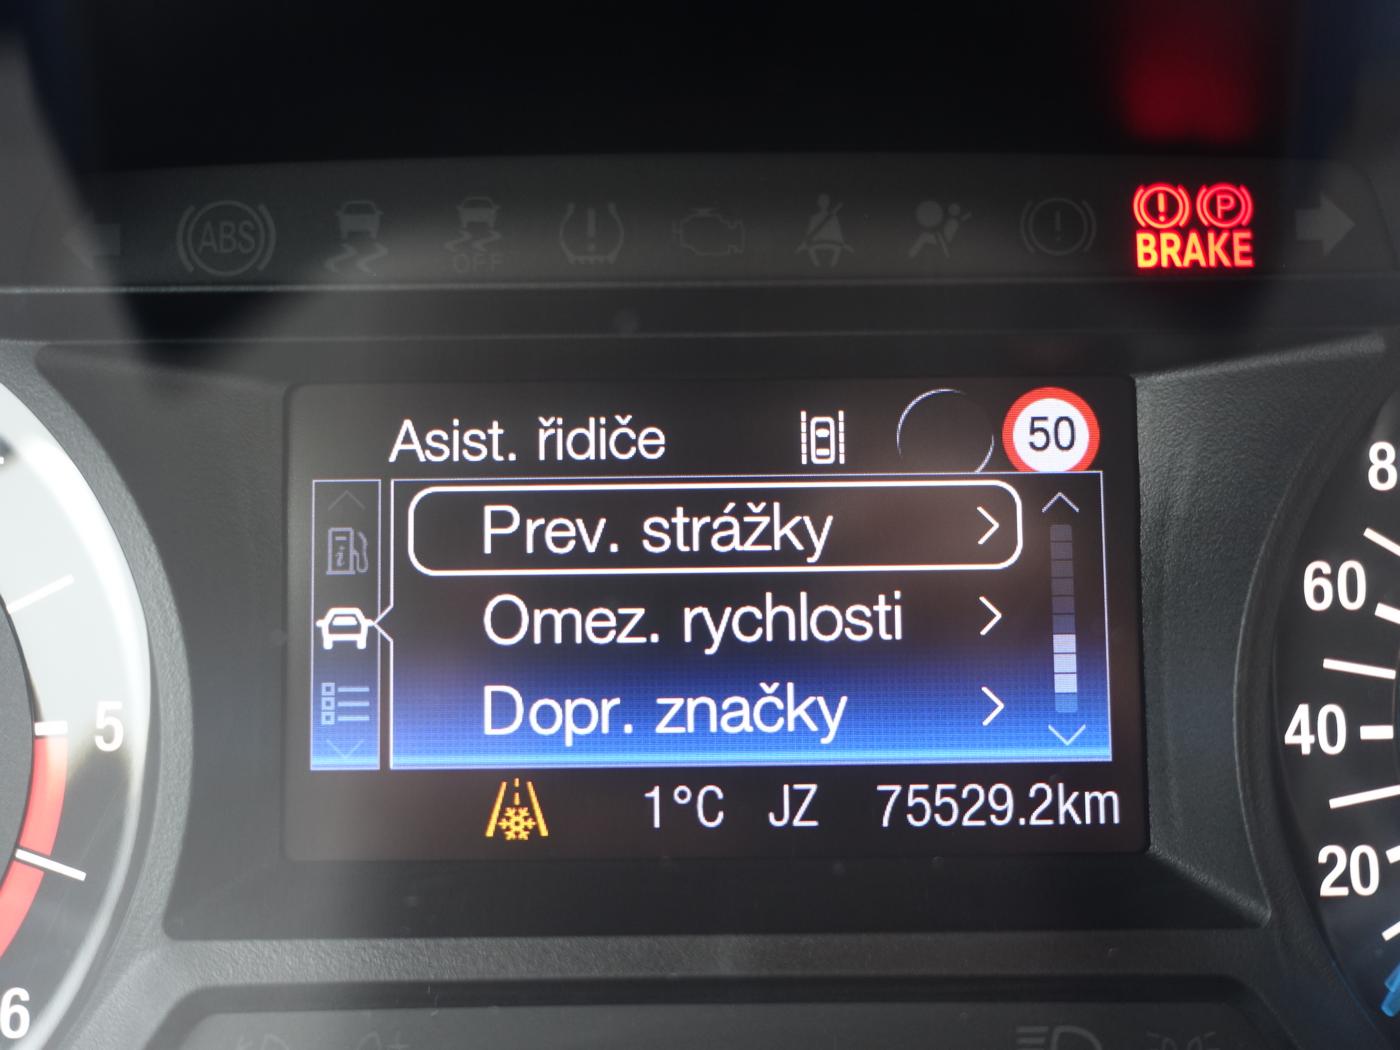 ABS
OFF
P
BRAKE
Asist. řidiče
50
Prev. strážky
Omez. rychlosti
Dopr. značky
1°C JZ 75529.2km
5
6
8
60
40
20